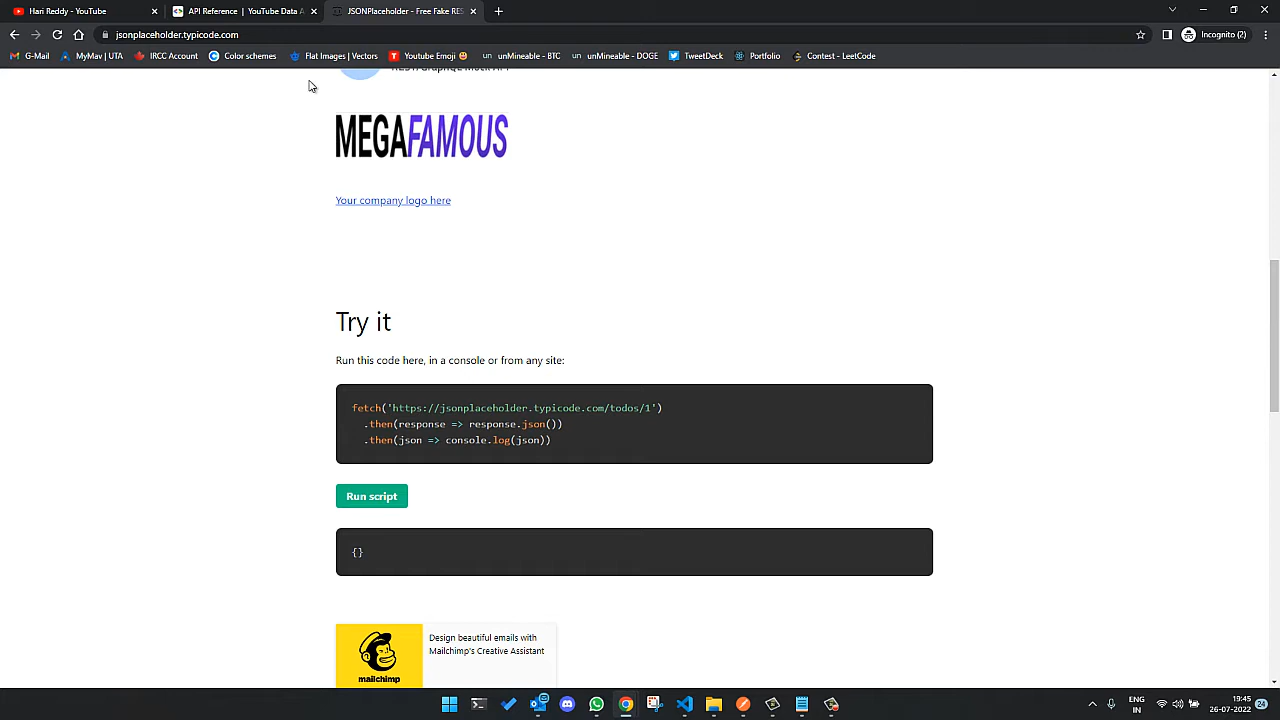 Hari Reddy - YouTube
API Reference | YouTube Data A
JSONPlaceholder - Free Fake RES
jsonplaceholder.typicode.com
Incognito (2)
G-Mail
MyMav | UTA
IRCC Account
Color schemes
Flat Images | Vectors
Youtube Emoji
unMineable - BTC
unMineable - DOGE
TweetDeck
Portfolio
Contest - LeetCode
MEGAFAMOUS
Your company logo here
Try it
Run this code here, in a console or from any site:
fetch('https://jsonplaceholder.typicode.com/todos/1')
.then(response => response.json())
.then(json => console.log(json))
Run script
{}
Design beautiful emails with
Mailchimp's Creative Assistant
mailchimp
ENG
IN
19:45
26-07-2022